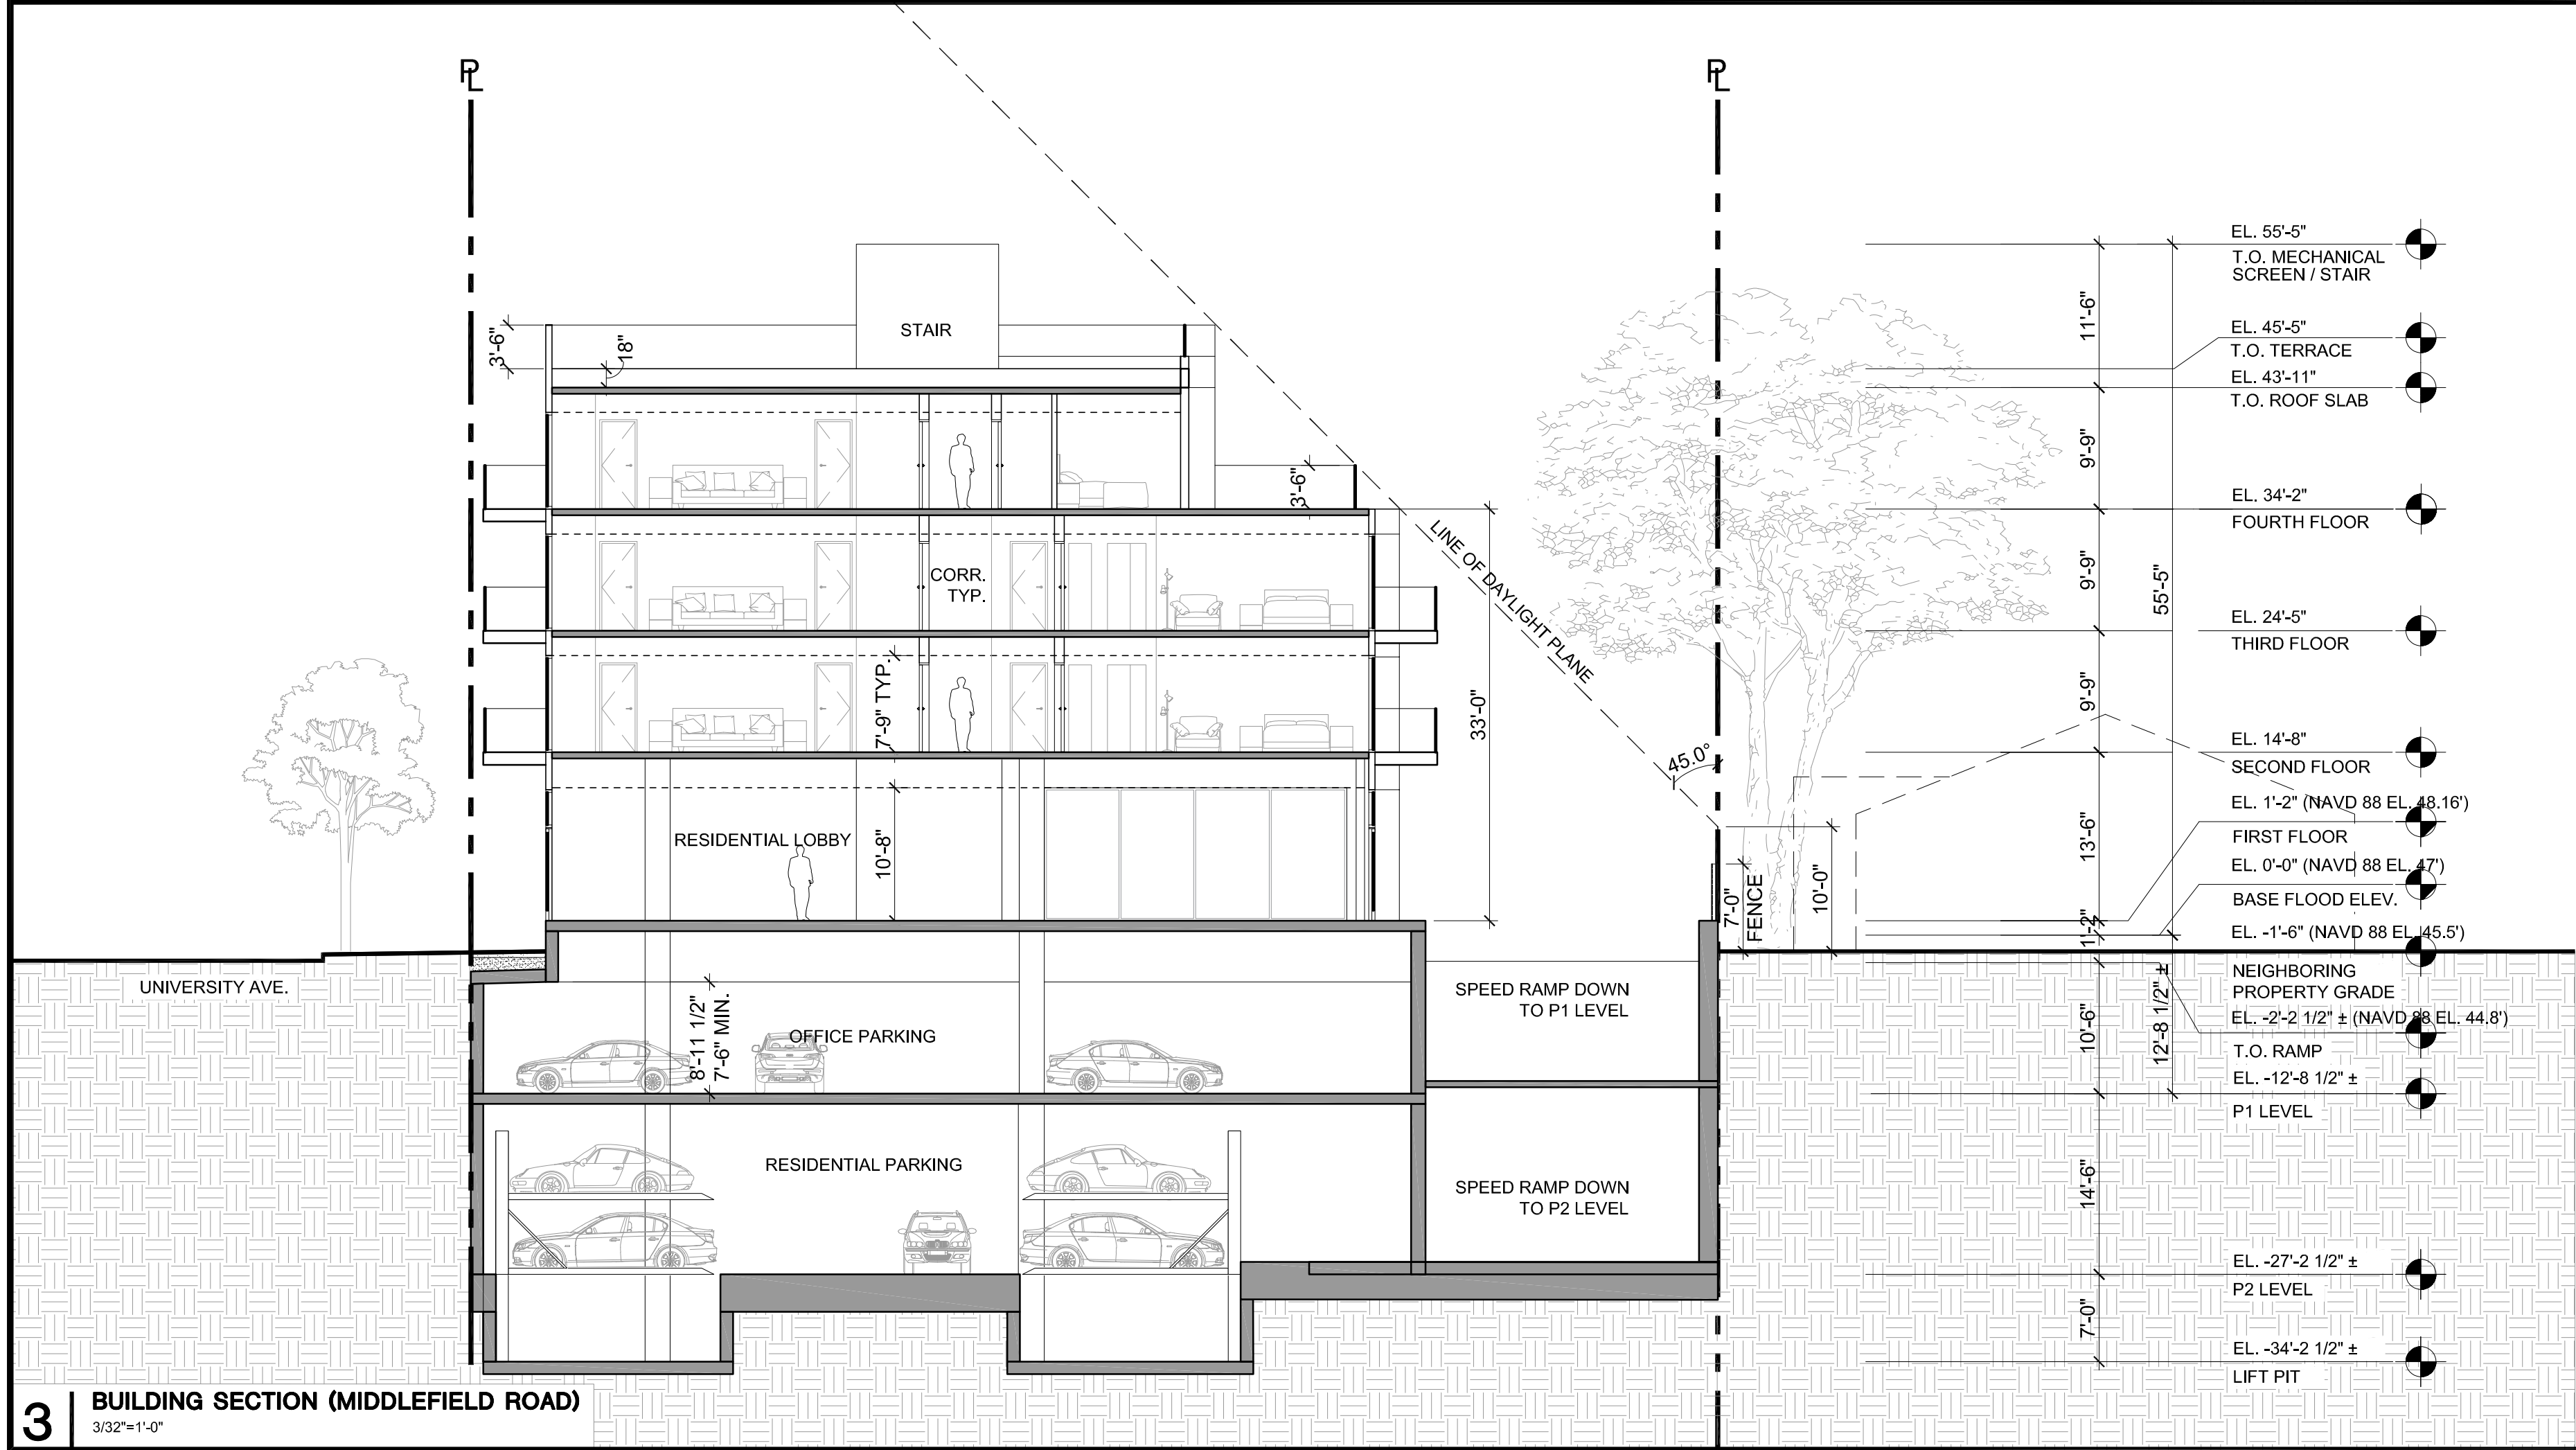 PL
PL
EL. 55'-5"
T.O. MECHANICAL
SCREEN / STAIR
11'-6"
3'-6"
18"
STAIR
EL. 45'-5"
T.O. TERRACE
EL. 43'-11"
T.O. ROOF SLAB
9'-9"
3'-6"
EL. 34'-2"
FOURTH FLOOR
LINE OF DAYLIGHT PLANE
CORR.
TYP.
9'-9"
55'-5"
EL. 24'-5"
THIRD FLOOR
7'-9" TYP.
33'-0"
9'-9"
45.0°
EL. 14'-8"
SECOND FLOOR
EL. 1'-2" (NAVD 88 EL. 48.16')
FIRST FLOOR
RESIDENTIAL LOBBY
10'-8"
13'-6"
7'-0"
FENCE
10'-0"
EL. 0'-0" (NAVD 88 EL. 47')
BASE FLOOD ELEV.
1'-2"
EL. -1'-6" (NAVD 88 EL. 45.5')
NEIGHBORING
PROPERTY GRADE
UNIVERSITY AVE.
SPEED RAMP DOWN
TO P1 LEVEL
EL. -2'-2 1/2" ± (NAVD 88 EL. 44.8')
T.O. RAMP
8'-11 1/2"
7'-6" MIN.
OFFICE PARKING
10'-6"
12'-8 1/2" ±
EL. -12'-8 1/2" ±
P1 LEVEL
RESIDENTIAL PARKING
SPEED RAMP DOWN
TO P2 LEVEL
14'-6"
EL. -27'-2 1/2" ±
P2 LEVEL
7'-0"
EL. -34'-2 1/2" ±
LIFT PIT
3
BUILDING SECTION (MIDDLEFIELD ROAD)
3/32"=1'-0"